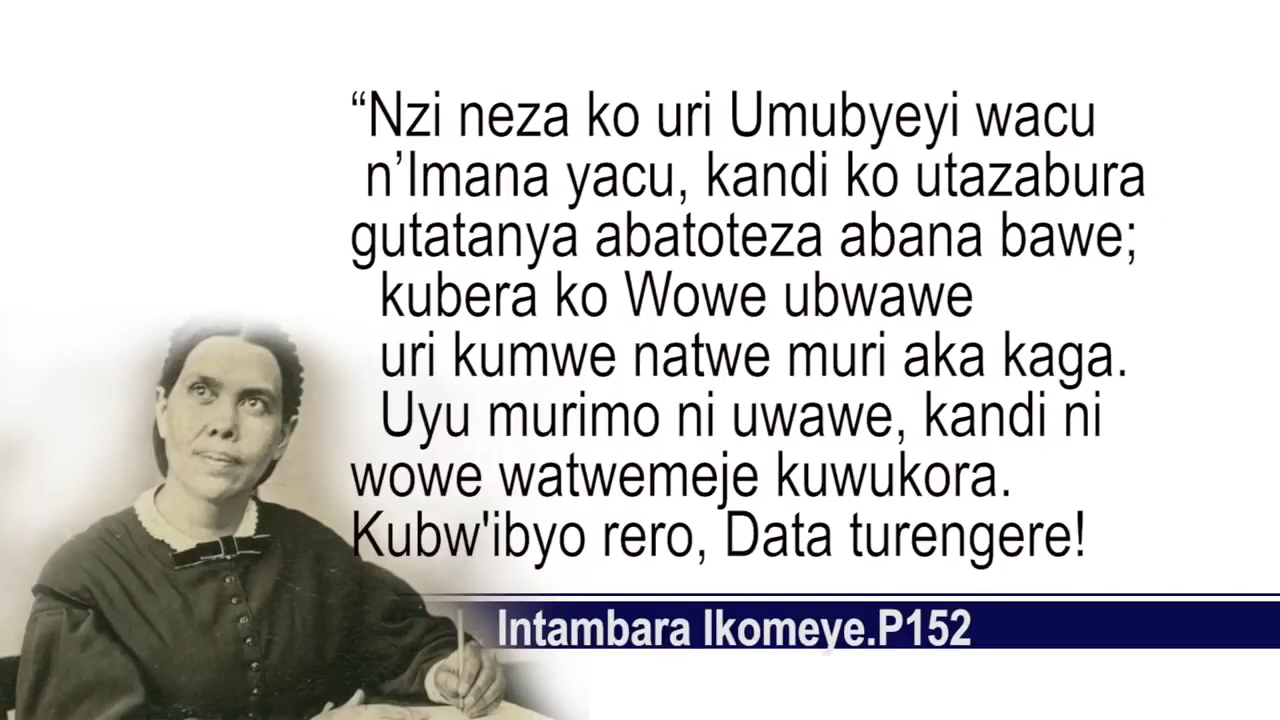 “Nzi neza ko uri Umubyeyi wacu
n’Imana yacu, kandi ko utazabura
gutatanya abatoteza abana bawe;
kubera ko Wowe ubwawe
uri kumwe natwe muri aka kaga.
Uyu murimo ni uwawe, kandi ni
wowe watwemeje kuwukora.
Kubw'ibyo rero, Data turengere!
Intambara Ikomeye.P152